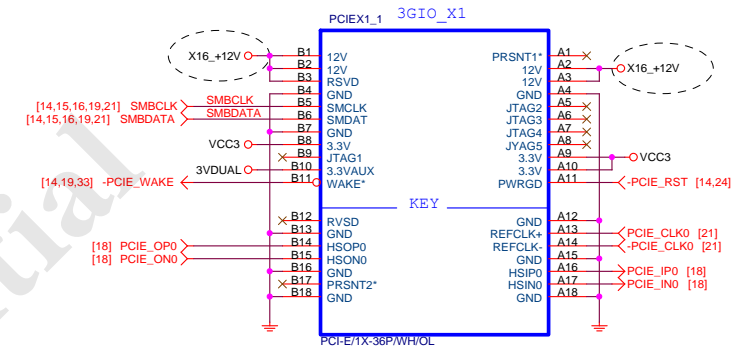 3GIO_X1
PCIEX1_1
X16_+12V B1 12V PRSNT1* A1
B2 12V 12V A2 X16_+12V
B3 RSVD 12V A3
B4 GND GND A4
[14,15,16,19,21] SMBCLK SMBCLK B5 SMCLK JTAG2 A5
[14,15,16,19,21] SMBDATA SMBDATA B6 SMDAT JTAG3 A6
B7 GND JTAG4 A7
VCC3 B8 3.3V JYAG5 A8
B9 JTAG1 3.3V A9 VCC3
3VDUAL B10 3.3VAUX 3.3V A10
[14,19,33] -PCIE_WAKE B11 WAKE* PWRGD A11 -PCIE_RST [14,24]
KEY
B12 RVSD GND A12
B13 GND REFCLK+ A13 PCIE_CLK0 [21]
[18] PCIE_OP0 B14 HSOP0 REFCLK- A14 -PCIE_CLK0 [21]
[18] PCIE_ON0 B15 HSON0 GND A15
B16 GND HSIP0 A16 PCIE_IP0 [18]
B17 PRSNT2* HSIN0 A17 PCIE_IN0 [18]
B18 GND GND A18
PCI-E/1X-36P/WH/OL
ential